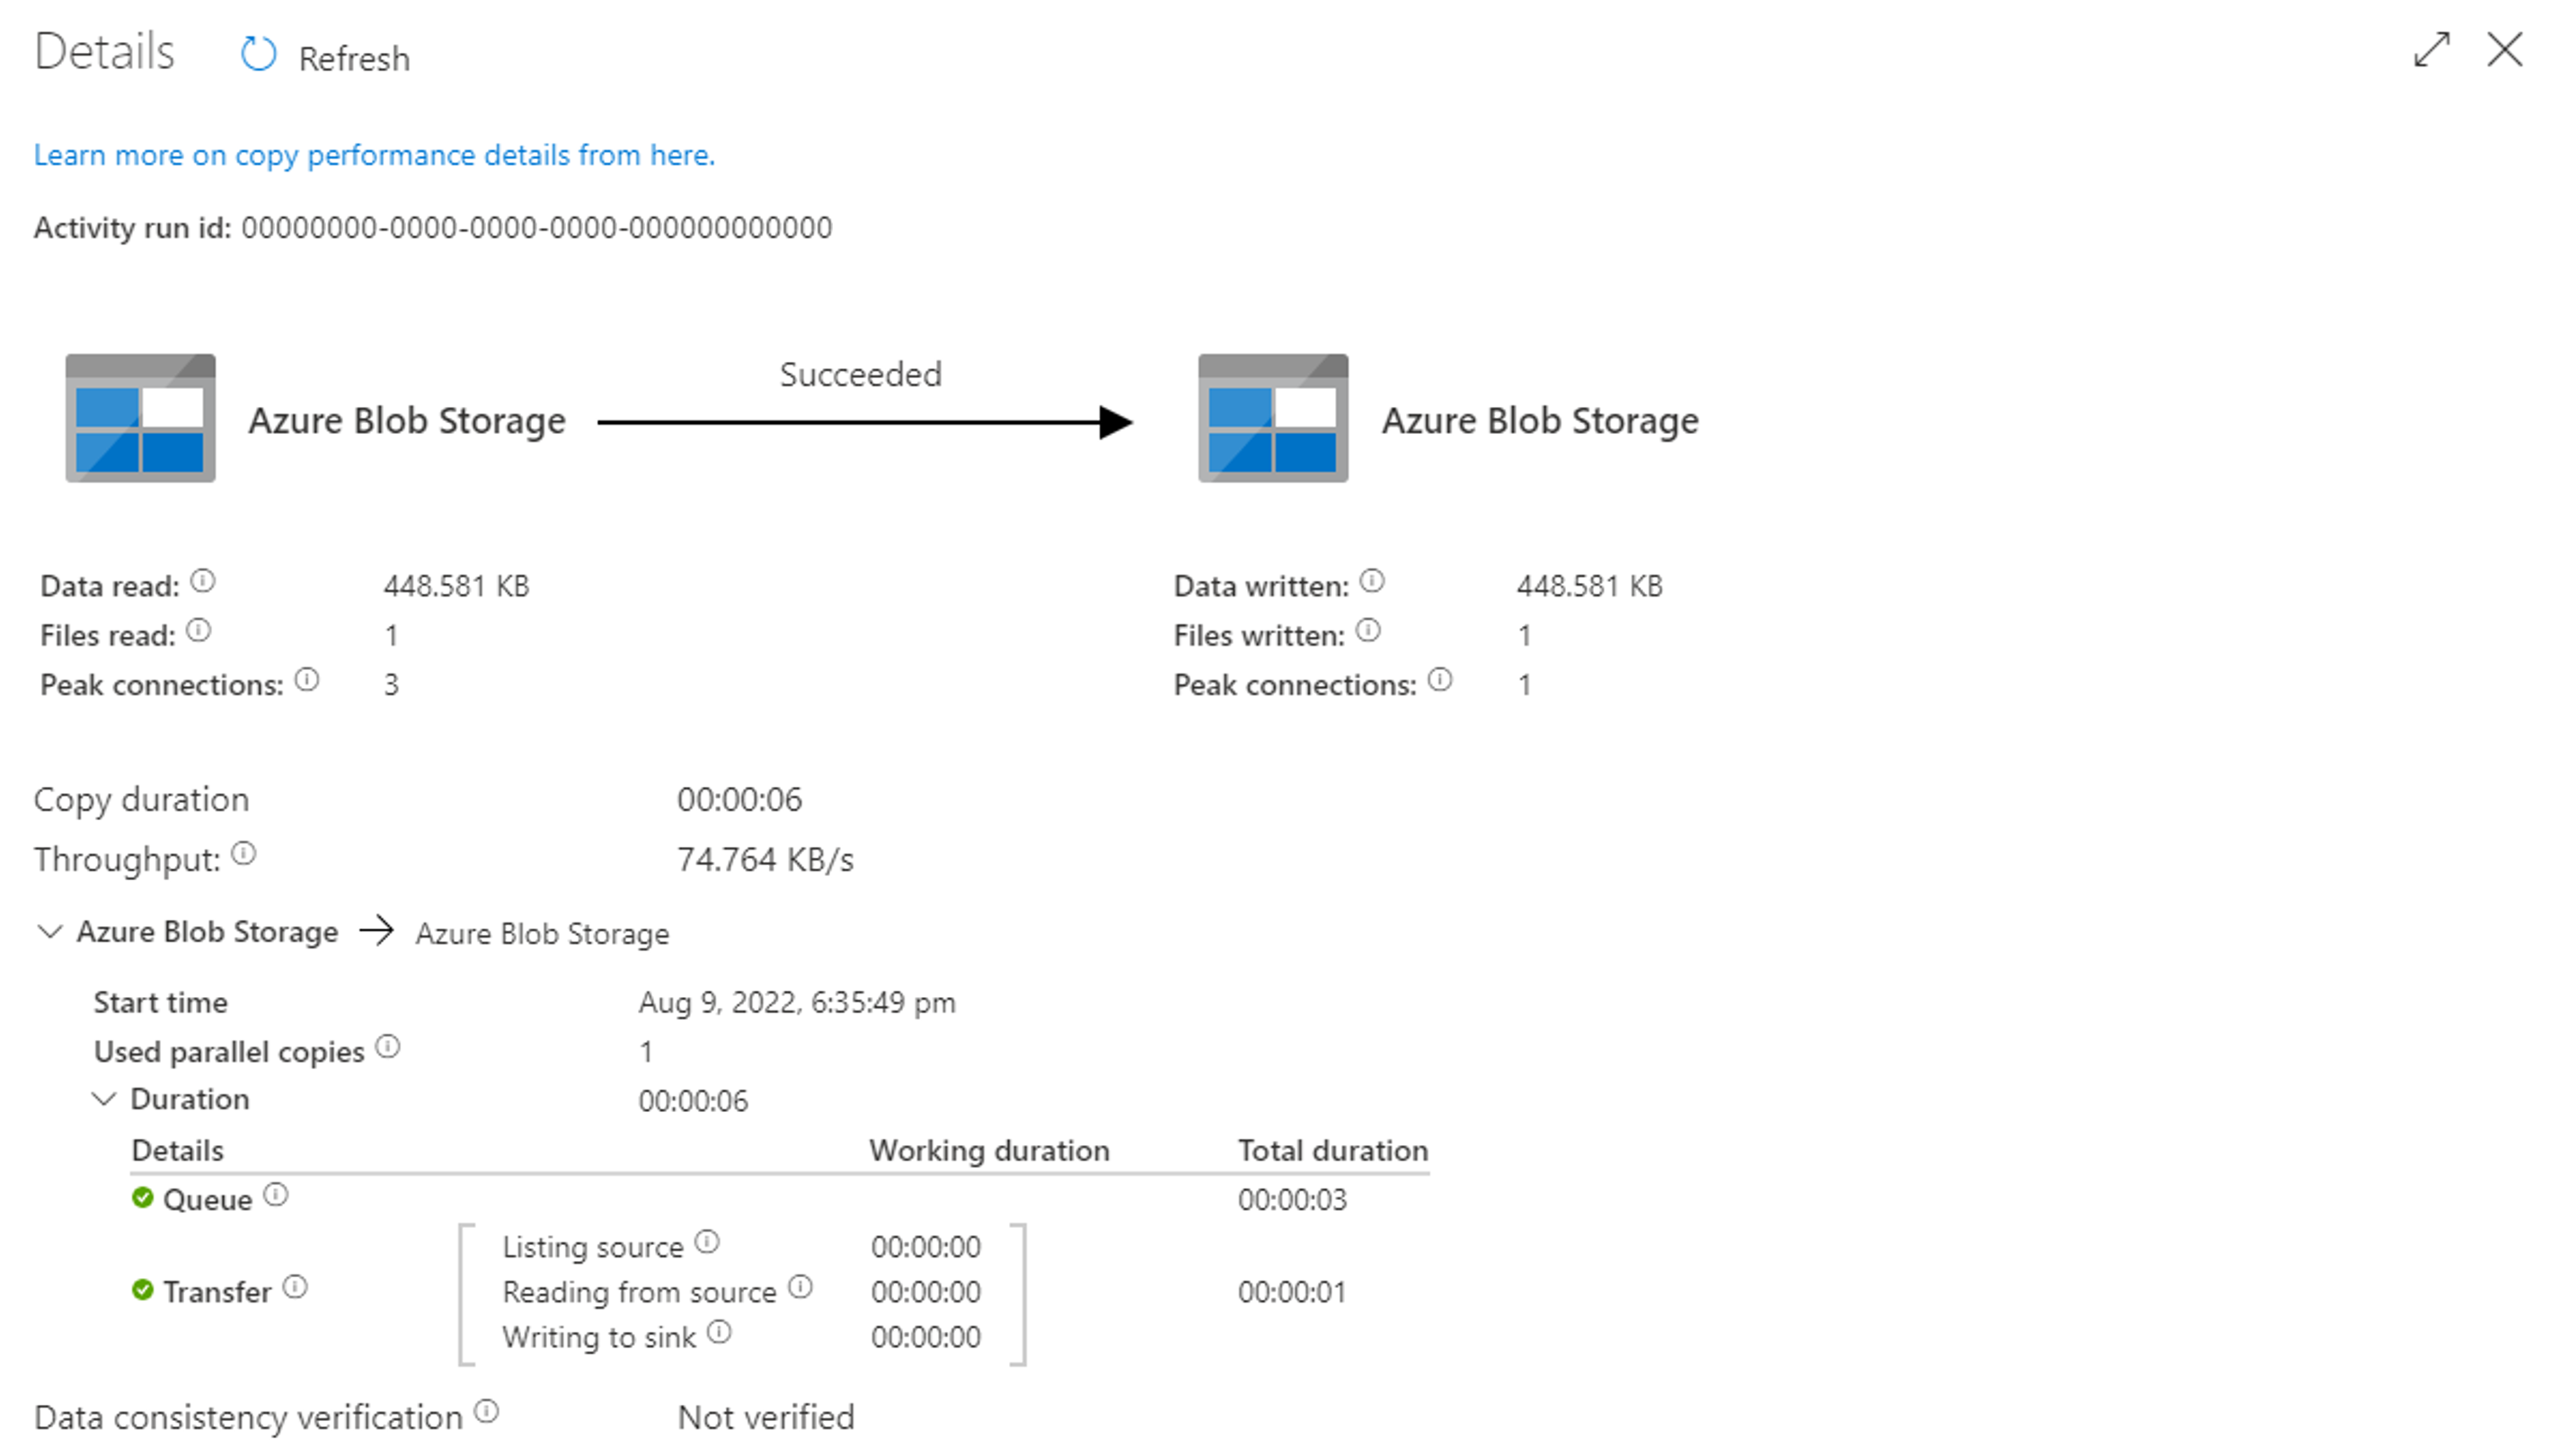 Details Refresh
Learn more on copy performance details from here.
Activity run id: 00000000-0000-0000-0000-000000000000
Succeeded
Azure Blob Storage Azure Blob Storage
Data read: 448.581 KB Data written: 448.581 KB
Files read: 1 Files written: 1
Peak connections: 3 Peak connections: 1
Copy duration 00:00:06
Throughput: 74.764 KB/s
Azure Blob Storage → Azure Blob Storage
Start time Aug 9, 2022, 6:35:49 pm
Used parallel copies 1
Duration 00:00:06
Details Working duration Total duration
Queue 00:00:03
Listing source 00:00:00
Transfer Reading from source 00:00:00 00:00:01
Writing to sink 00:00:00
Data consistency verification Not verified